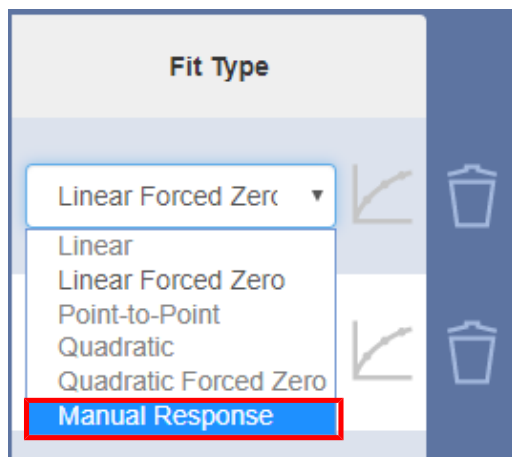 Fit Type
Linear Forced Zerc
Linear
Linear Forced Zero
Point-to-Point
Quadratic
Quadratic Forced Zero
Manual Response